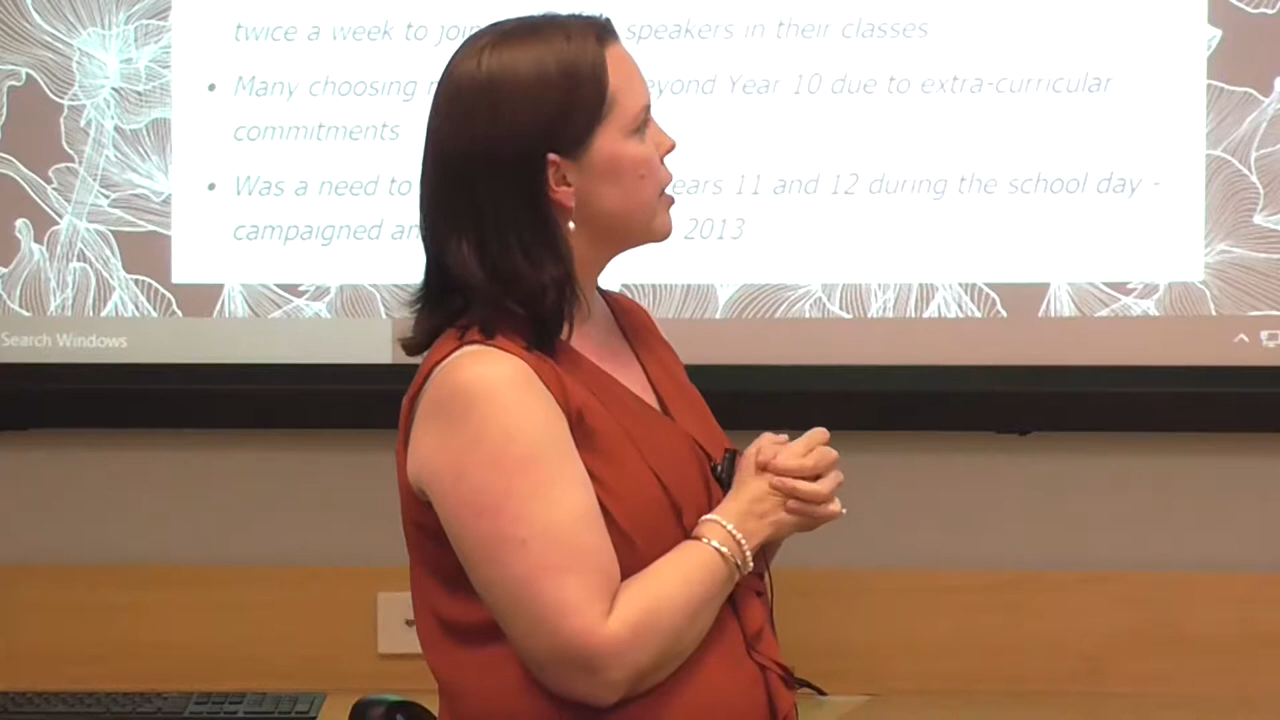 twice a week to join speakers in their classes
• Many choosing eyond Year 10 due to extra-curricular
commitments
• Was a need to ears 11 and 12 during the school day -
campaigned an 2013
Search Windows